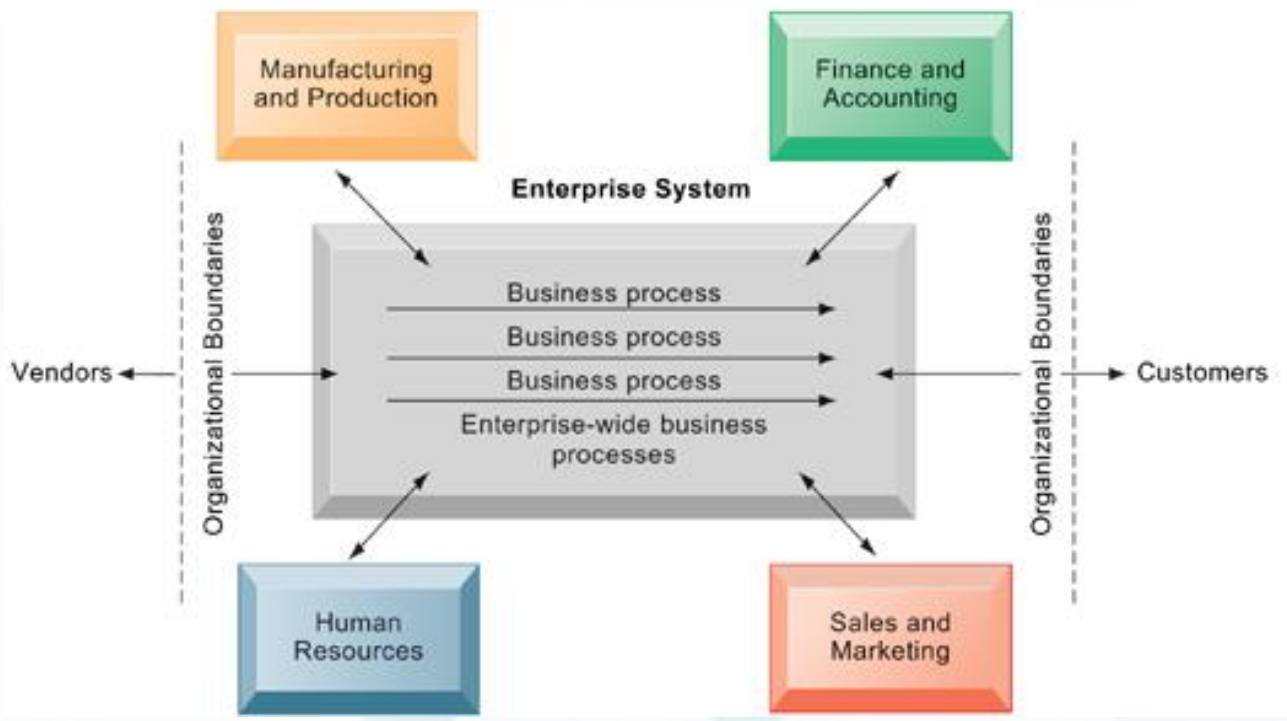 Manufacturing
and Production
Finance and
Accounting
Enterprise System
Organizational Boundaries
Business process
Business process
Business process
Enterprise-wide business
processes
Vendors
Organizational Boundaries
Customers
Human
Resources
Sales and
Marketing